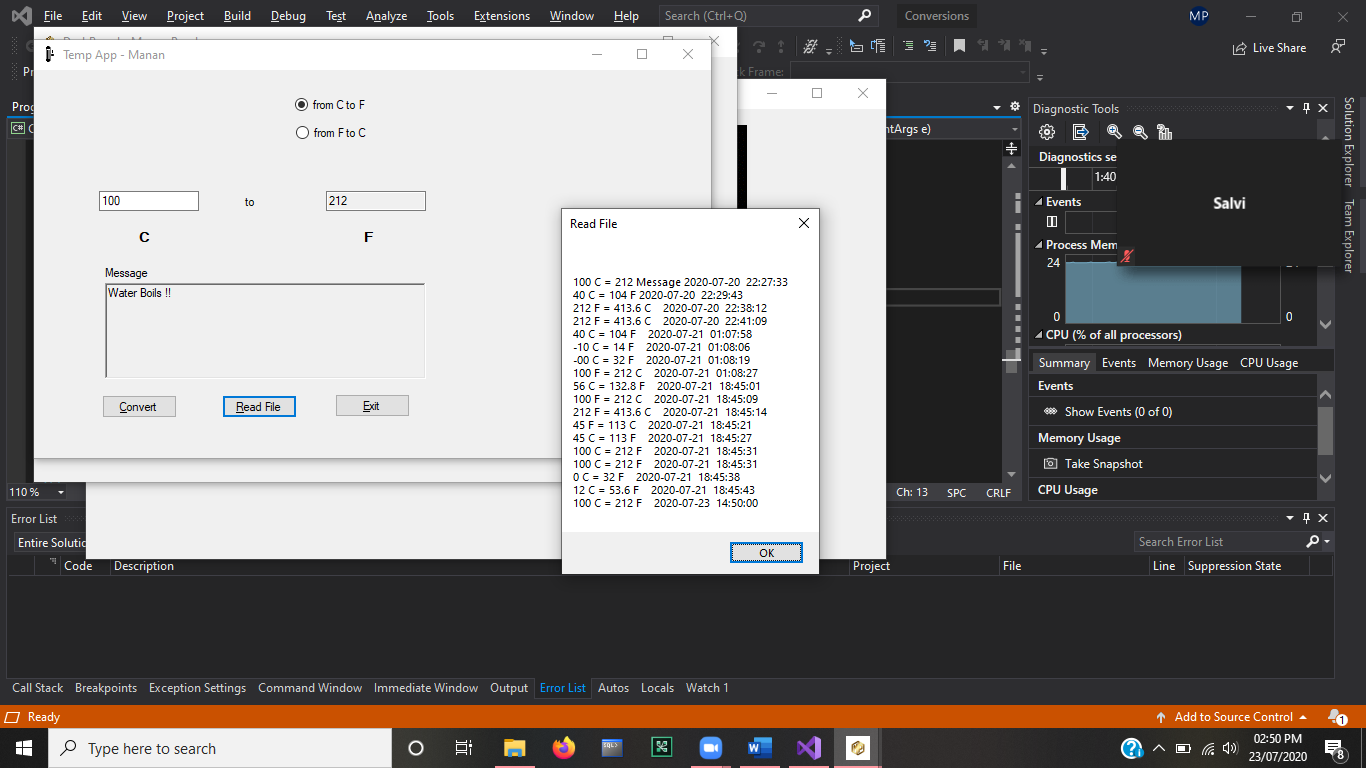 File Edit View Project Build Debug Test Analyze Tools Extensions Window Help Search (Ctrl+Q) Conversions MP
Live Share
Temp App - Manan
from C to F
from F to C
100 to 212
C F
Message
Water Boils !!
Convert Read File Exit
Read File
100 C = 212 Message 2020-07-20 22:27:33
40 C = 104 F 2020-07-20 22:29:43
212 F = 413.6 C 2020-07-20 22:38:12
212 F = 413.6 C 2020-07-20 22:41:09
40 C = 104 F 2020-07-21 01:07:58
-10 C = 14 F 2020-07-21 01:08:06
-00 C = 32 F 2020-07-21 01:08:19
100 F = 212 C 2020-07-21 01:08:27
56 C = 132.8 F 2020-07-21 18:45:01
100 F = 212 C 2020-07-21 18:45:09
212 F = 413.6 C 2020-07-21 18:45:14
45 F = 113 C 2020-07-21 18:45:21
45 C = 113 F 2020-07-21 18:45:27
100 C = 212 F 2020-07-21 18:45:31
100 C = 212 F 2020-07-21 18:45:31
0 C = 32 F 2020-07-21 18:45:38
12 C = 53.6 F 2020-07-21 18:45:43
100 C = 212 F 2020-07-23 14:50:00
OK
ck Frame:
ntArgs e)
Diagnostic Tools
Diagnostics se
1:40
Events
Process Mem
24
0 0
CPU (% of all processors)
Summary Events Memory Usage CPU Usage
Events
Show Events (0 of 0)
Memory Usage
Take Snapshot
CPU Usage
Salvi
Solution Explorer
Team Explorer
110 % Ch: 13 SPC CRLF
Error List
Entire Solutio Search Error List
Code Description Project File Line Suppression State
Call Stack Breakpoints Exception Settings Command Window Immediate Window Output Error List Autos Locals Watch 1
Ready Add to Source Control 1
Type here to search
02:50 PM
23/07/2020
8